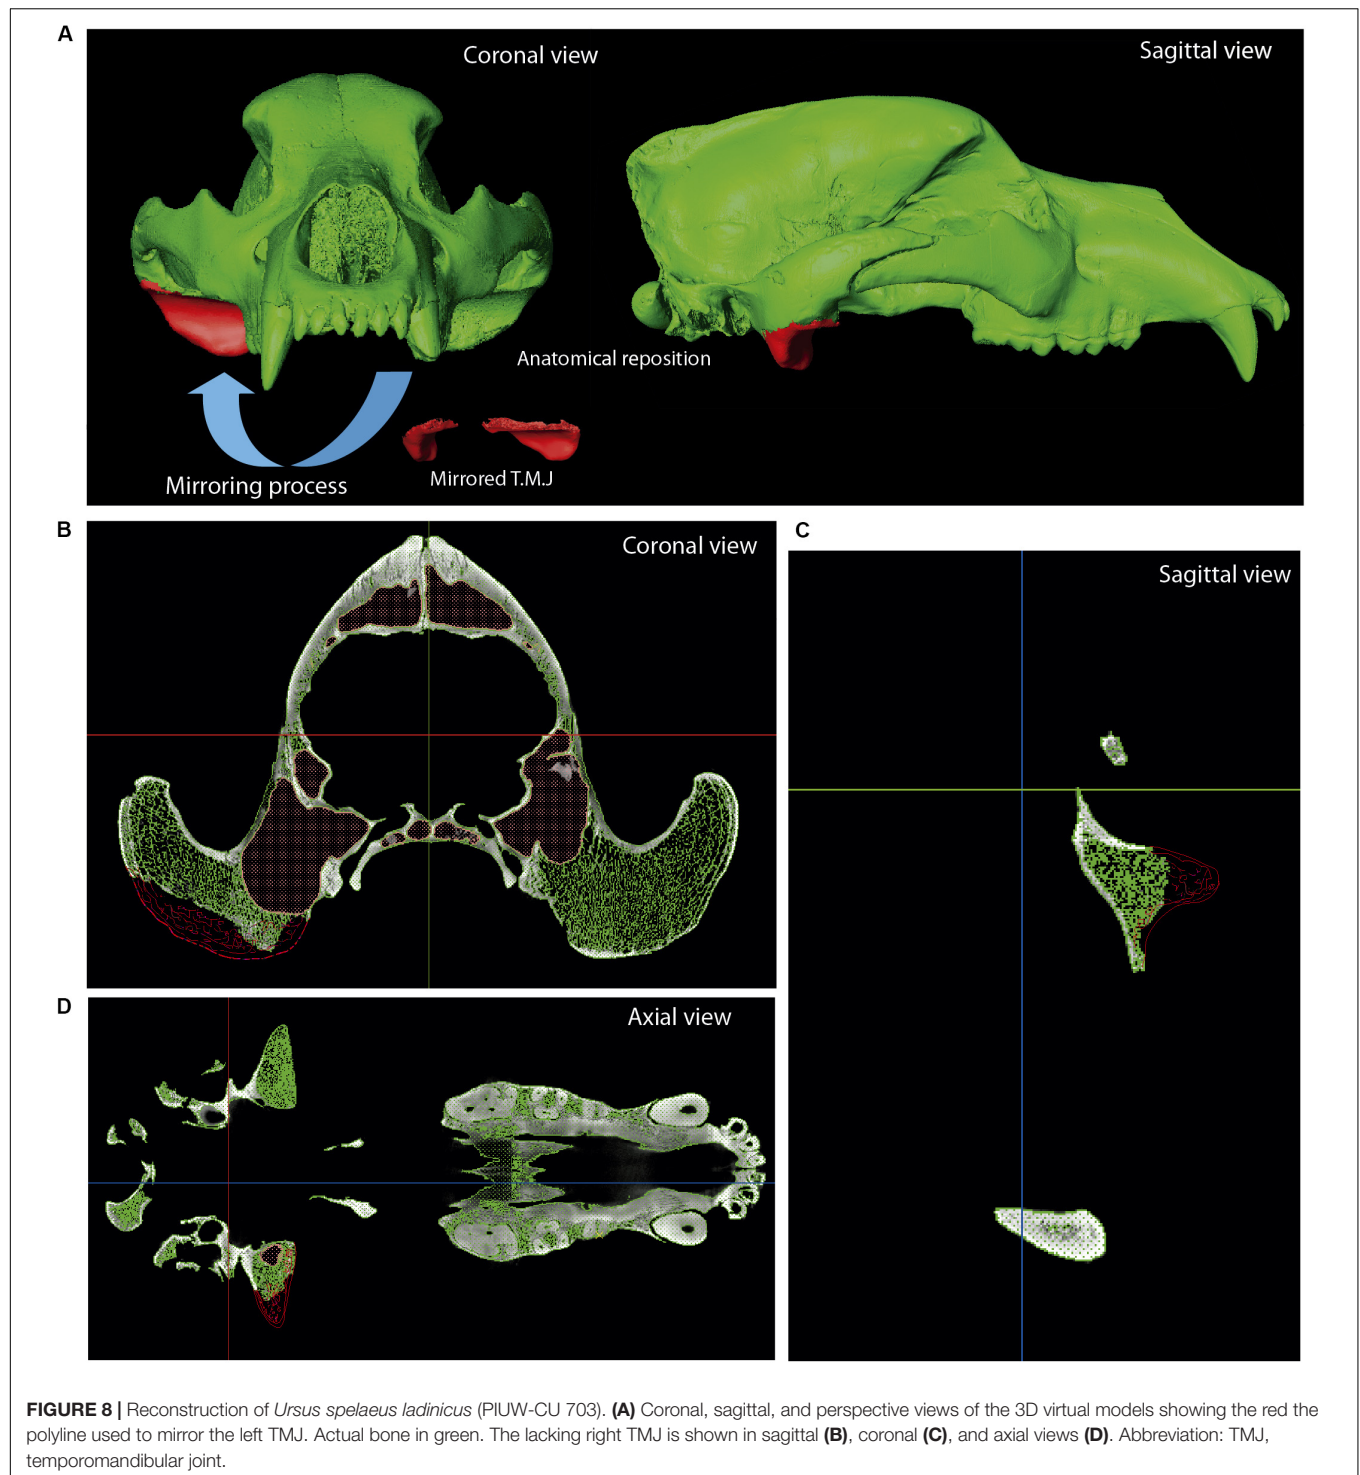 A
Coronal view
Sagittal view
Anatomical reposition
Mirroring process
Mirrored T.M.J
B
Coronal view
C
Sagittal view
D
Axial view
FIGURE 8 | Reconstruction of Ursus spelaeus ladinicus (PIUW-CU 703). (A) Coronal, sagittal, and perspective views of the 3D virtual models showing the red the
polyline used to mirror the left TMJ. Actual bone in green. The lacking right TMJ is shown in sagittal (B), coronal (C), and axial views (D). Abbreviation: TMJ,
temporomandibular joint.